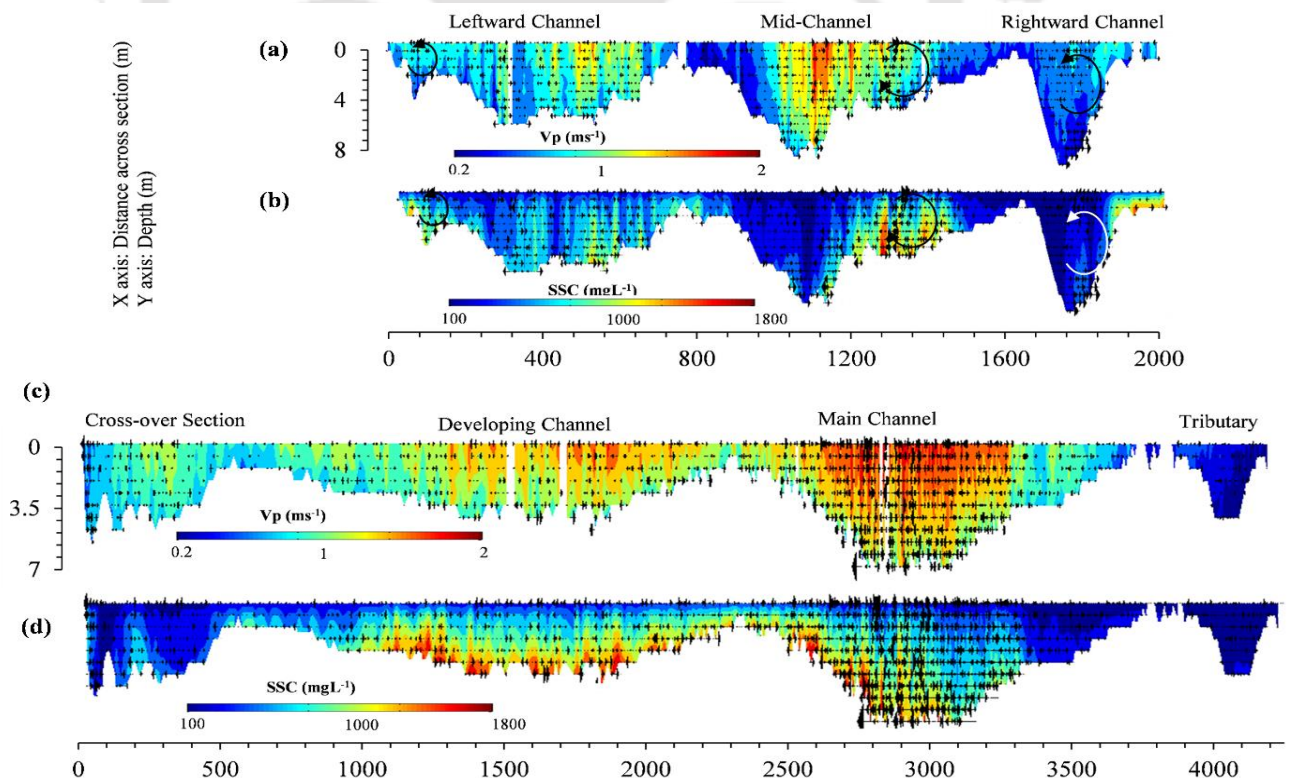 Leftward Channel Mid-Channel Rightward Channel
(a)
0
4
8
Vp (ms-1)
0.2 1 2
X axis: Distance across section (m)
Y axis: Depth (m)
(b)
SSC (mgL-1)
100 1000 1800
0 400 800 1200 1600 2000
(c)
Cross-over Section Developing Channel Main Channel Tributary
0
3.5
7
Vp (ms-1)
0.2 1 2
(d)
SSC (mgL-1)
100 1000 1800
0 500 1000 1500 2000 2500 3000 3500 4000